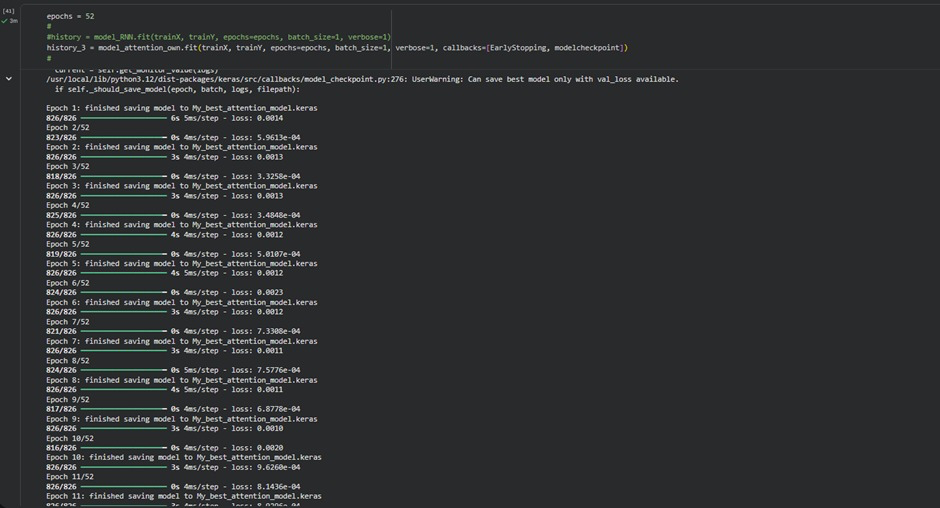 [41]
3m
epochs = 52
#
#history = model_RNN.fit(trainX, trainY, epochs=epochs, batch_size=1, verbose=1)
history_3 = model_attention_own.fit(trainX, trainY, epochs=epochs, batch_size=1, verbose=1, callbacks=[EarlyStopping, modelcheckpoint])
#
current = self.get_monitor_value(logs)
/usr/local/lib/python3.12/dist-packages/keras/src/callbacks/model_checkpoint.py:276: UserWarning: Can save best model only with val_loss available.
if self._should_save_model(epoch, batch, logs, filepath):
Epoch 1: finished saving model to My_best_attention_model.keras
826/826 6s 5ms/step - loss: 0.0014
Epoch 2/52
823/826 0s 4ms/step - loss: 5.9613e-04
Epoch 2: finished saving model to My_best_attention_model.keras
826/826 3s 4ms/step - loss: 0.0013
Epoch 3/52
818/826 0s 4ms/step - loss: 3.3258e-04
Epoch 3: finished saving model to My_best_attention_model.keras
826/826 3s 4ms/step - loss: 0.0013
Epoch 4/52
825/826 0s 4ms/step - loss: 3.4848e-04
Epoch 4: finished saving model to My_best_attention_model.keras
826/826 4s 4ms/step - loss: 0.0012
Epoch 5/52
819/826 0s 4ms/step - loss: 5.0107e-04
Epoch 5: finished saving model to My_best_attention_model.keras
826/826 4s 5ms/step - loss: 0.0012
Epoch 6/52
824/826 0s 4ms/step - loss: 0.0023
Epoch 6: finished saving model to My_best_attention_model.keras
826/826 3s 4ms/step - loss: 0.0012
Epoch 7/52
821/826 0s 4ms/step - loss: 7.3308e-04
Epoch 7: finished saving model to My_best_attention_model.keras
826/826 3s 4ms/step - loss: 0.0011
Epoch 8/52
824/826 0s 5ms/step - loss: 7.5776e-04
Epoch 8: finished saving model to My_best_attention_model.keras
826/826 4s 5ms/step - loss: 0.0011
Epoch 9/52
817/826 0s 4ms/step - loss: 6.8778e-04
Epoch 9: finished saving model to My_best_attention_model.keras
826/826 3s 4ms/step - loss: 0.0010
Epoch 10/52
816/826 0s 4ms/step - loss: 0.0020
Epoch 10: finished saving model to My_best_attention_model.keras
826/826 3s 4ms/step - loss: 9.6260e-04
Epoch 11/52
826/826 0s 4ms/step - loss: 8.1436e-04
Epoch 11: finished saving model to My_best_attention_model.keras
826/826 3s 4ms/step - loss: